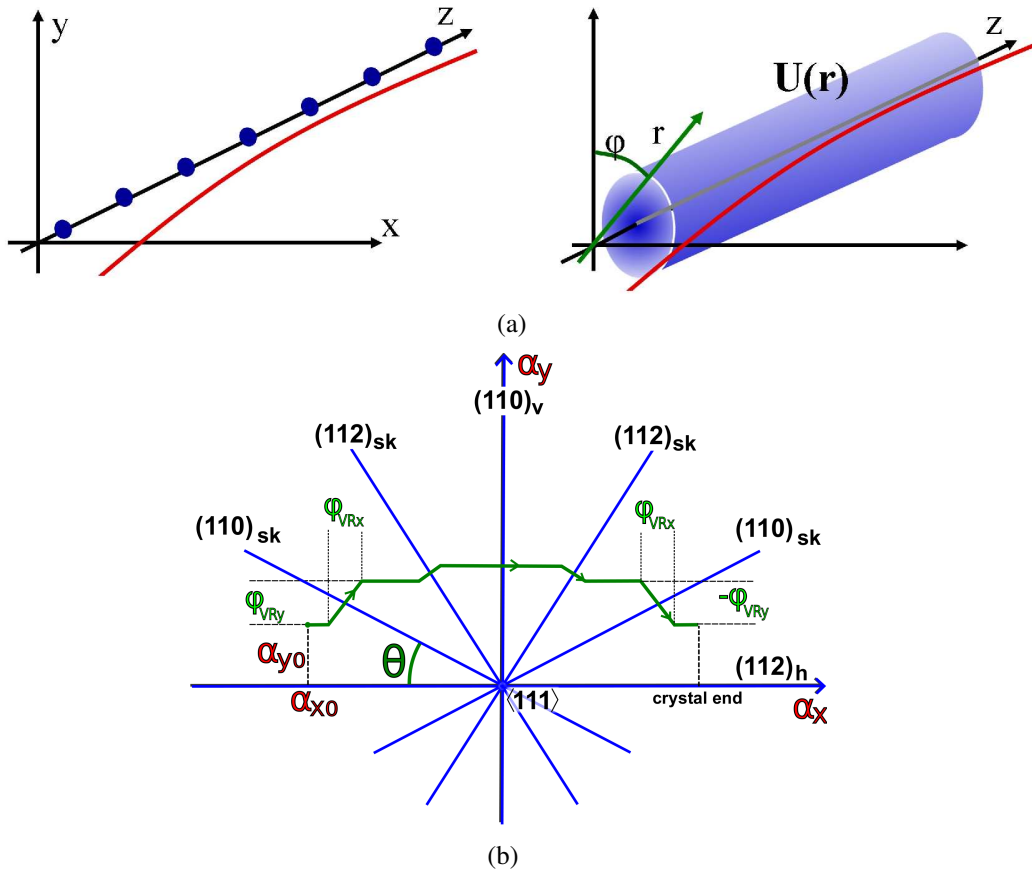 y
z
x
z
U(r)
r
φ
(a)
αy
(110)v
(112)sk
(112)sk
φVRx
φVRx
(110)sk
(110)sk
φVRy
-φVRy
αy0
θ
(112)h
αx0
⟨111⟩
crystal end
αx
(b)